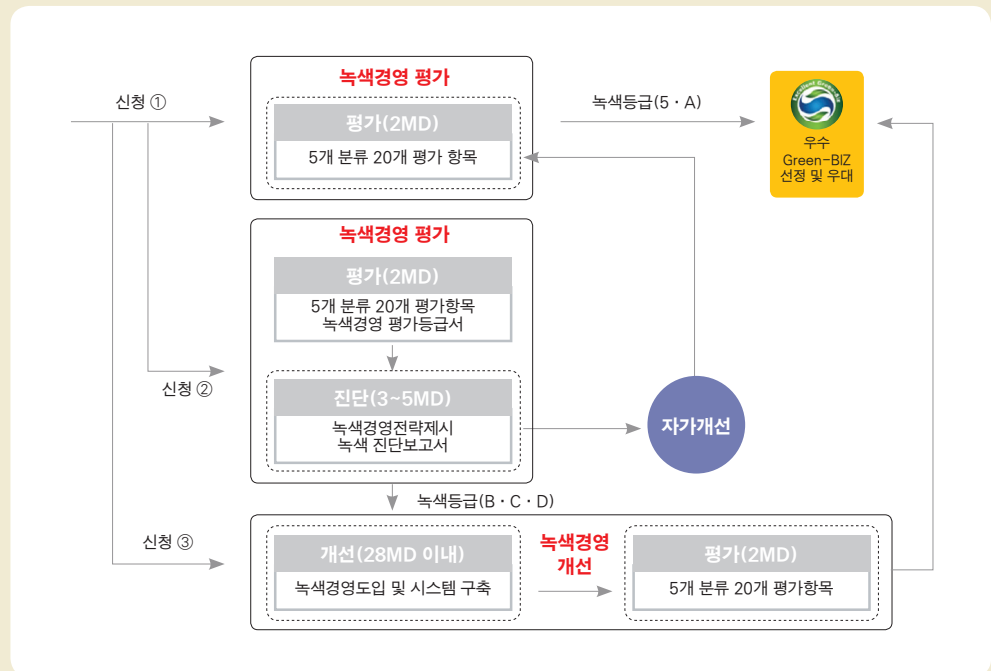 녹색경영 평가
신청 ①
평가(2MD)
5개 분류 20개 평가 항목
녹색등급(5 · A)
Excellent Green-Biz
우수
Green-BIZ
선정 및 우대
녹색경영 평가
평가(2MD)
5개 분류 20개 평가항목
녹색경영 평가등급서
신청 ②
진단(3~5MD)
녹색경영전략제시
녹색 진단보고서
자가개선
녹색등급(B · C · D)
신청 ③
개선(28MD 이내)
녹색경영도입 및 시스템 구축
녹색경영
개선
평가(2MD)
5개 분류 20개 평가항목